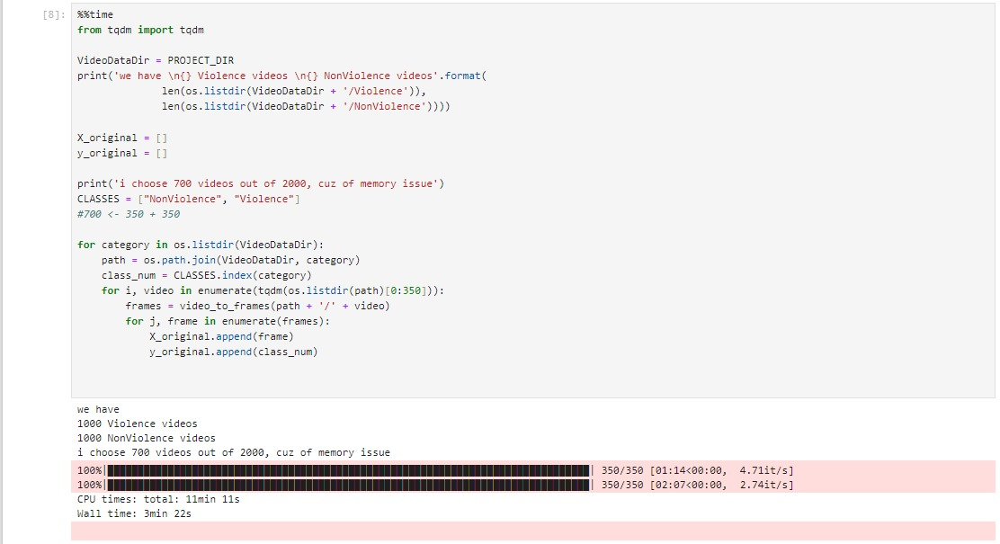 [8]: %%time
from tqdm import tqdm
VideoDataDir = PROJECT_DIR
print('we have \n{} Violence videos \n{} NonViolence videos'.format(
len(os.listdir(VideoDataDir + '/Violence')),
len(os.listdir(VideoDataDir + '/NonViolence'))))
X_original = []
y_original = []
print('i choose 700 videos out of 2000, cuz of memory issue')
CLASSES = ["NonViolence", "Violence"]
#700 <- 350 + 350
for category in os.listdir(VideoDataDir):
path = os.path.join(VideoDataDir, category)
class_num = CLASSES.index(category)
for i, video in enumerate(tqdm(os.listdir(path)[0:350])):
frames = video_to_frames(path + '/' + video)
for j, frame in enumerate(frames):
X_original.append(frame)
y_original.append(class_num)
we have
1000 Violence videos
1000 NonViolence videos
i choose 700 videos out of 2000, cuz of memory issue
100%| | 350/350 [01:14<00:00, 4.71it/s]
100%| | 350/350 [02:07<00:00, 2.74it/s]
CPU times: total: 11min 11s
Wall time: 3min 22s